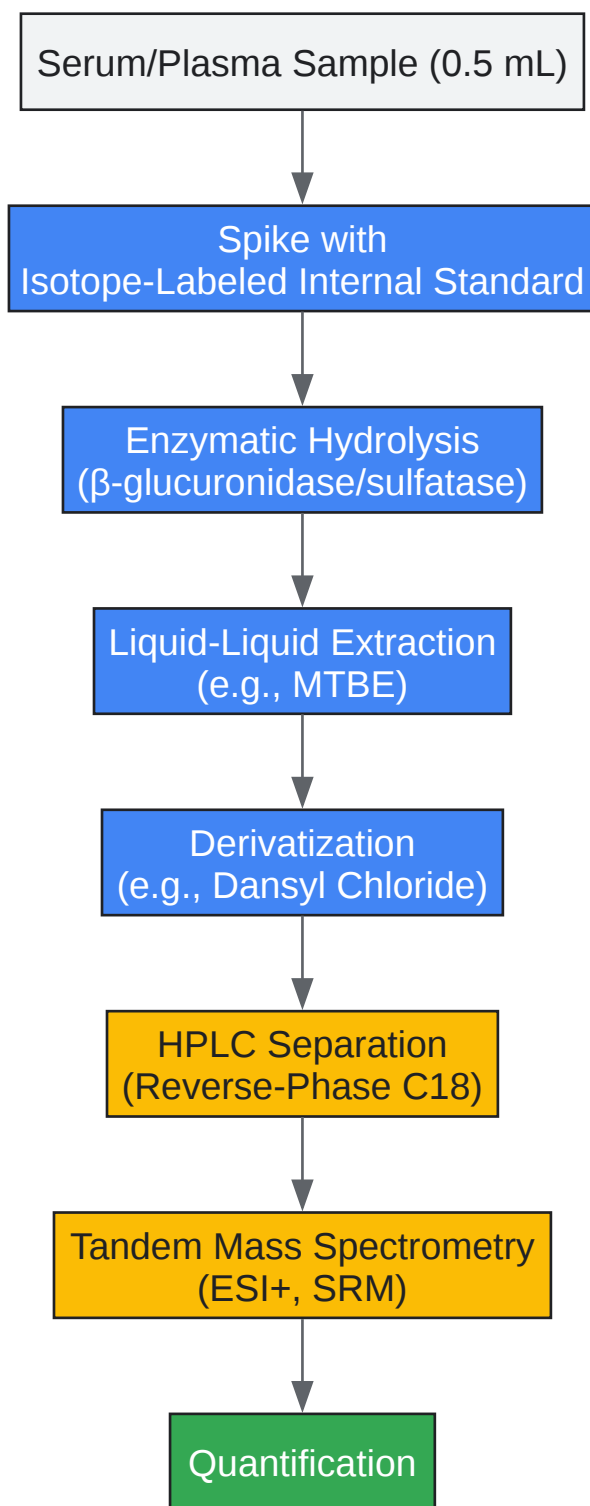 Serum/Plasma Sample (0.5 mL)
Spike with
Isotope-Labeled Internal Standard
Enzymatic Hydrolysis
(β-glucuronidase/sulfatase)
Liquid-Liquid Extraction
(e.g., MTBE)
Derivatization
(e.g., Dansyl Chloride)
HPLC Separation
(Reverse-Phase C18)
Tandem Mass Spectrometry
(ESI+, SRM)
Quantification